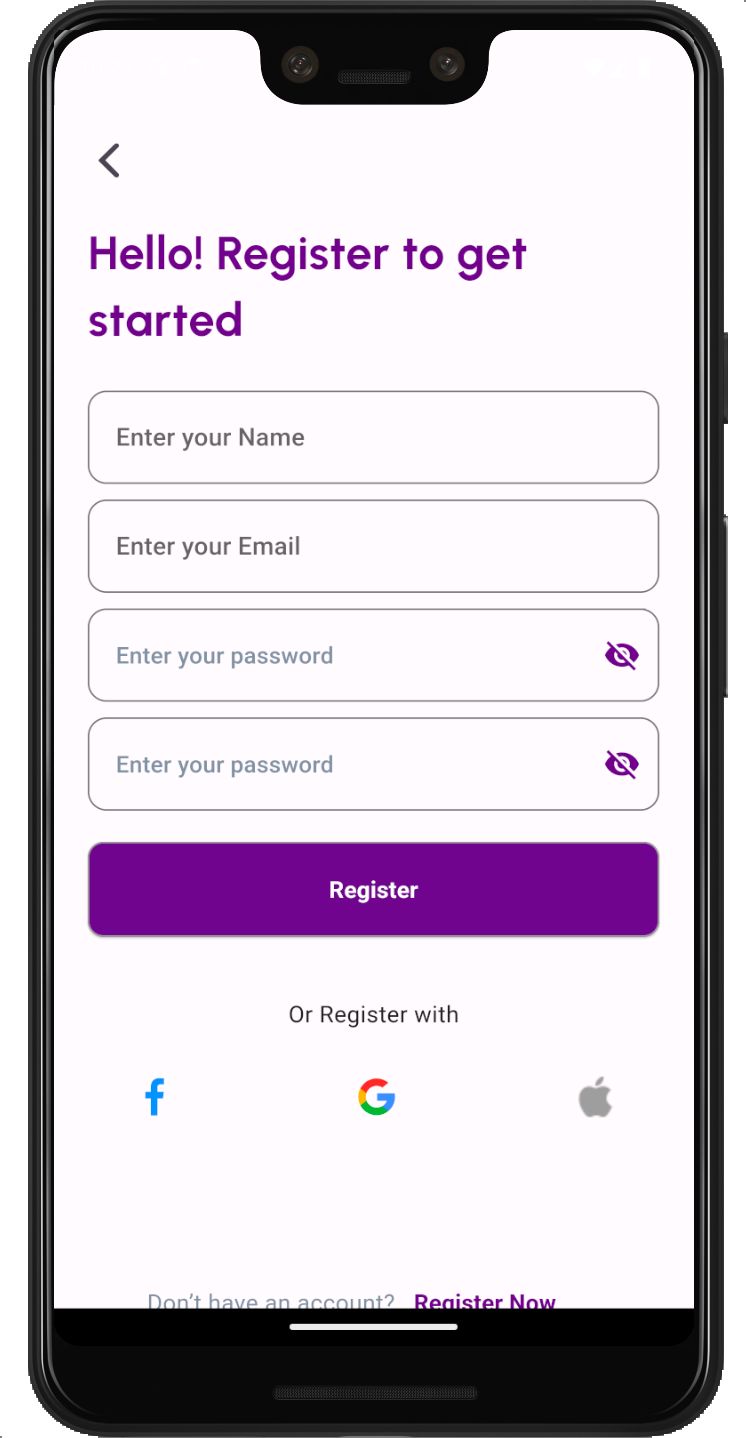 Hello! Register to get
started
Enter your Name
Enter your Email
Enter your password
Enter your password
Register
Or Register with
Don't have an account? Register Now